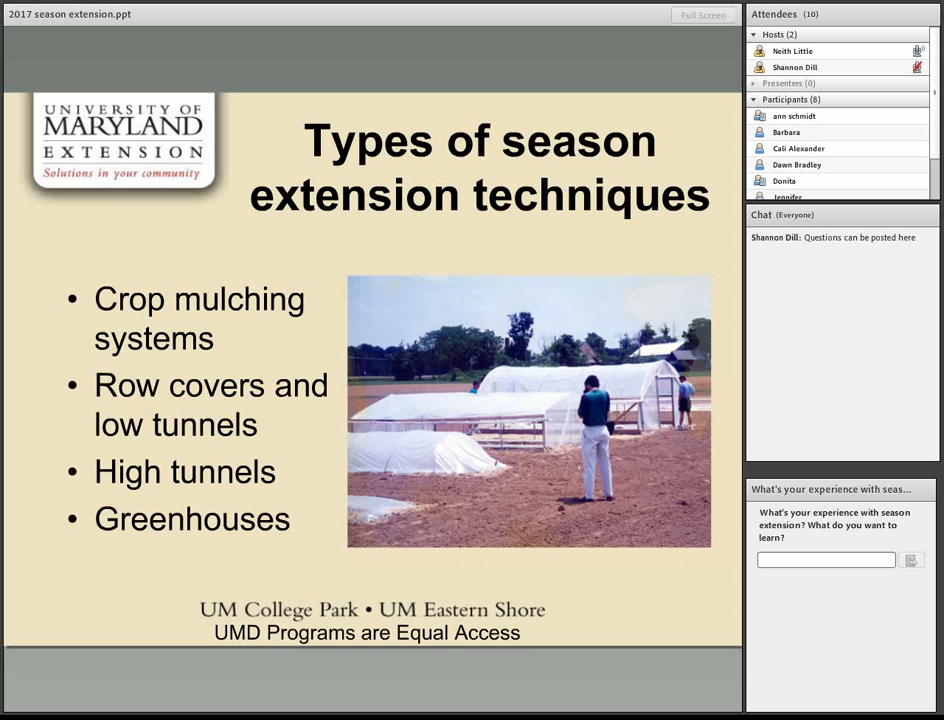 2017 season extension.ppt
Full Screen
UNIVERSITY OF
MARYLAND
EXTENSION
Solutions in your community
Types of season
extension techniques
• Crop mulching
systems
• Row covers and
low tunnels
• High tunnels
• Greenhouses
UM College Park • UM Eastern Shore
UMD Programs are Equal Access
Attendees (10)
Hosts (2)
Neith Little
Shannon Dill
Presenters (0)
Participants (8)
ann schmidt
Barbara
Cali Alexander
Dawn Bradley
Donita
Jennifer
Chat (Everyone)
Shannon Dill: Questions can be posted here
What's your experience with seas...
What's your experience with season
extension? What do you want to
learn?